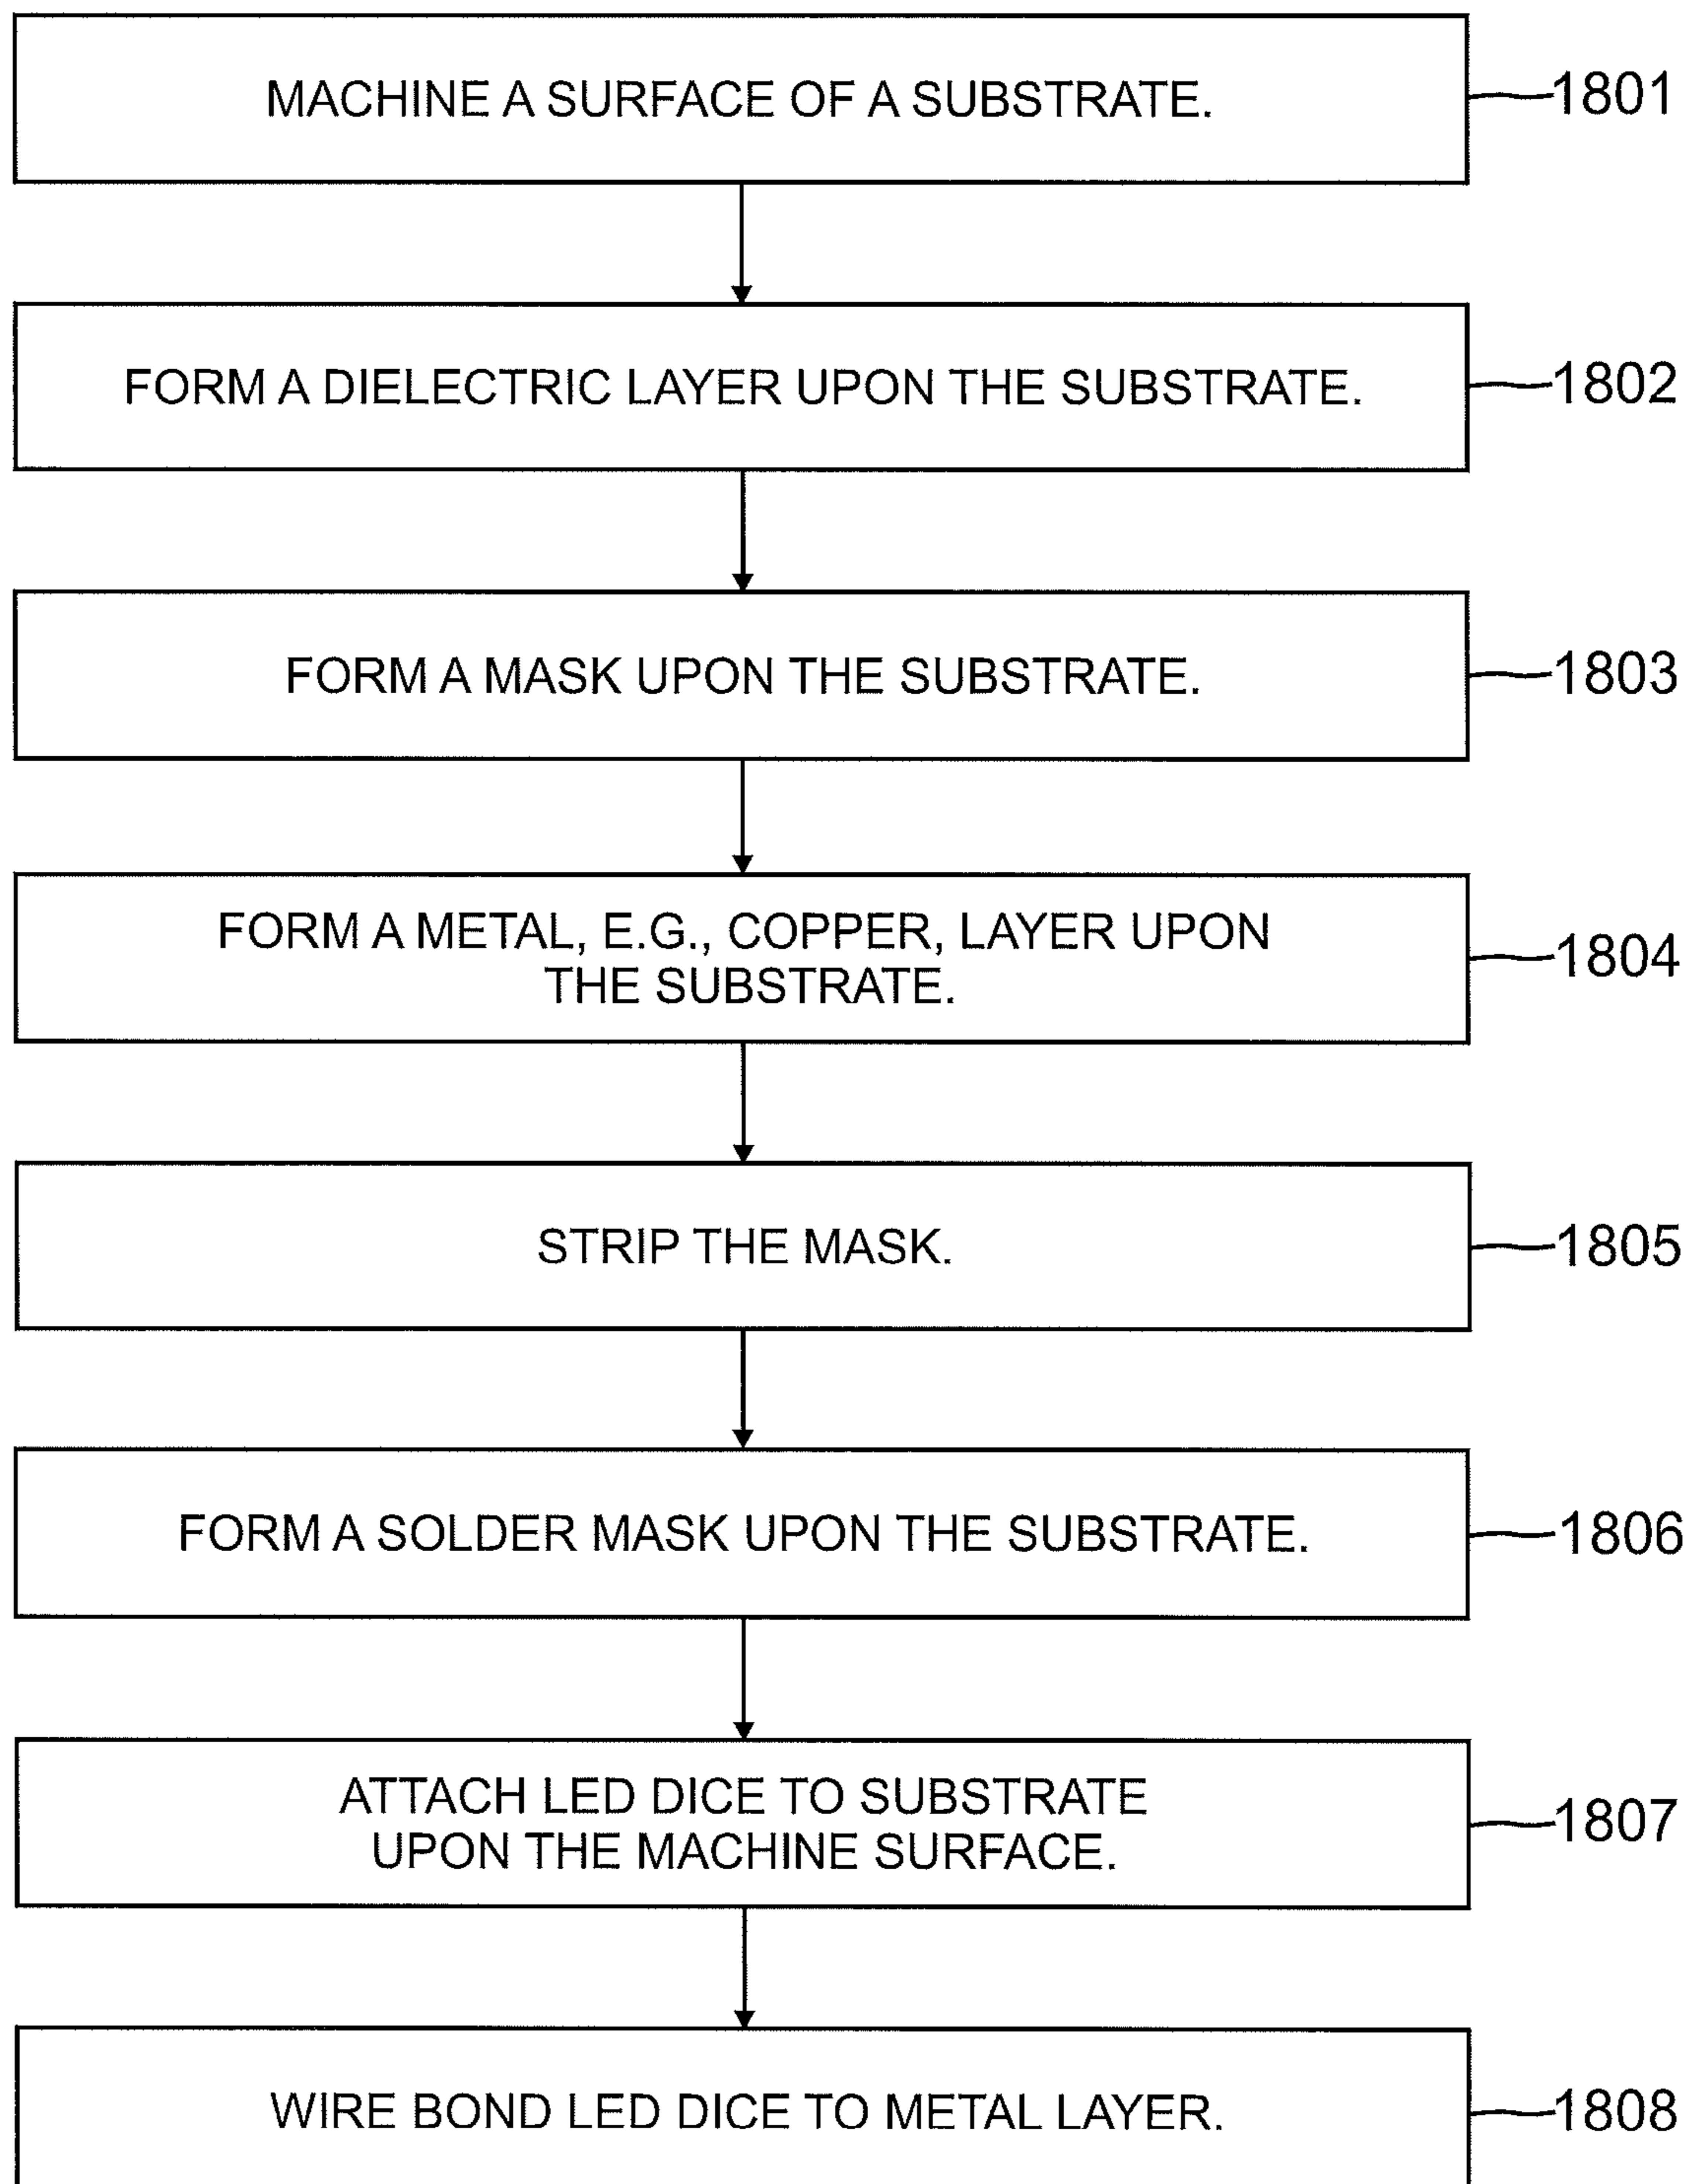 MACHINE A SURFACE OF A SUBSTRATE.
1801
FORM A DIELECTRIC LAYER UPON THE SUBSTRATE.
1802
FORM A MASK UPON THE SUBSTRATE.
1803
FORM A METAL, E.G., COPPER, LAYER UPON
THE SUBSTRATE.
1804
STRIP THE MASK.
1805
FORM A SOLDER MASK UPON THE SUBSTRATE.
1806
ATTACH LED DICE TO SUBSTRATE
UPON THE MACHINE SURFACE.
1807
WIRE BOND LED DICE TO METAL LAYER.
1808